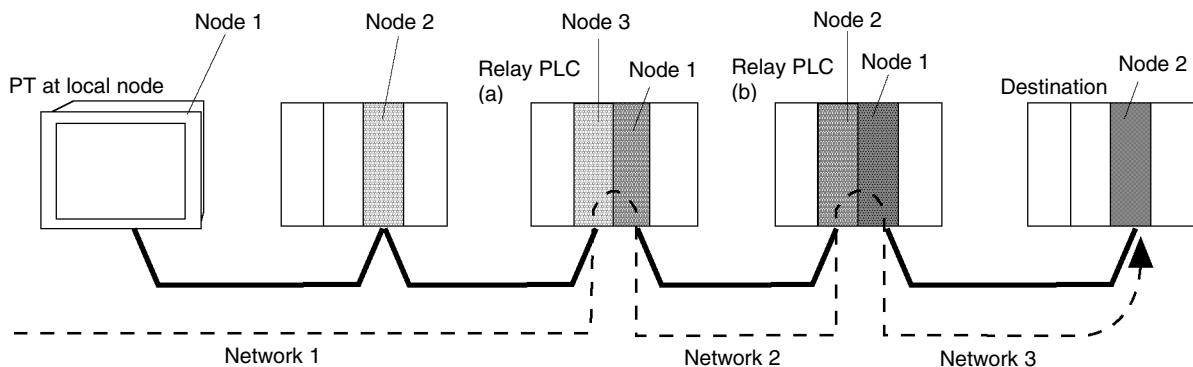 Node 1
PT at local node
Node 2
Node 3
Relay PLC
(a)
Node 1
Node 2
Relay PLC
(b)
Node 1
Destination
Node 2
Network 1
Network 2
Network 3